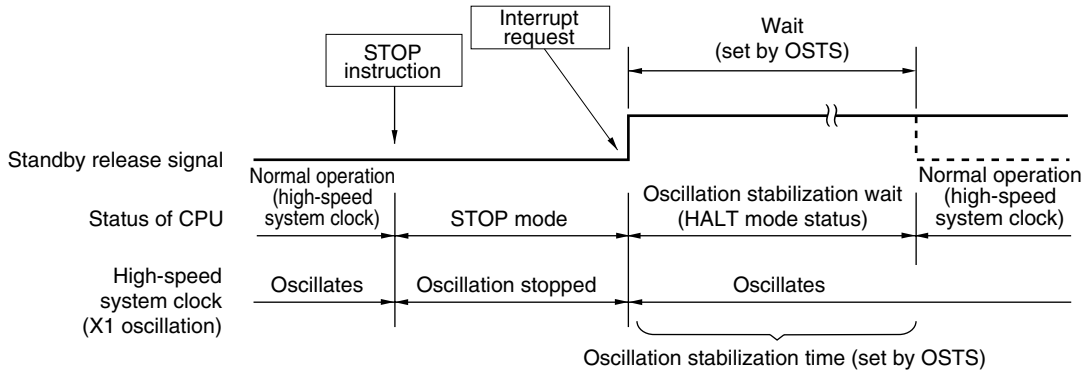 Interrupt
request
STOP
instruction
Wait
(set by OSTS)
Standby release signal
Normal operation
(high-speed
system clock)
Oscillation stabilization wait
(HALT mode status)
Normal operation
(high-speed
system clock)
Status of CPU
STOP mode
High-speed
system clock
(X1 oscillation)
Oscillates
Oscillation stopped
Oscillates
Oscillation stabilization time (set by OSTS)